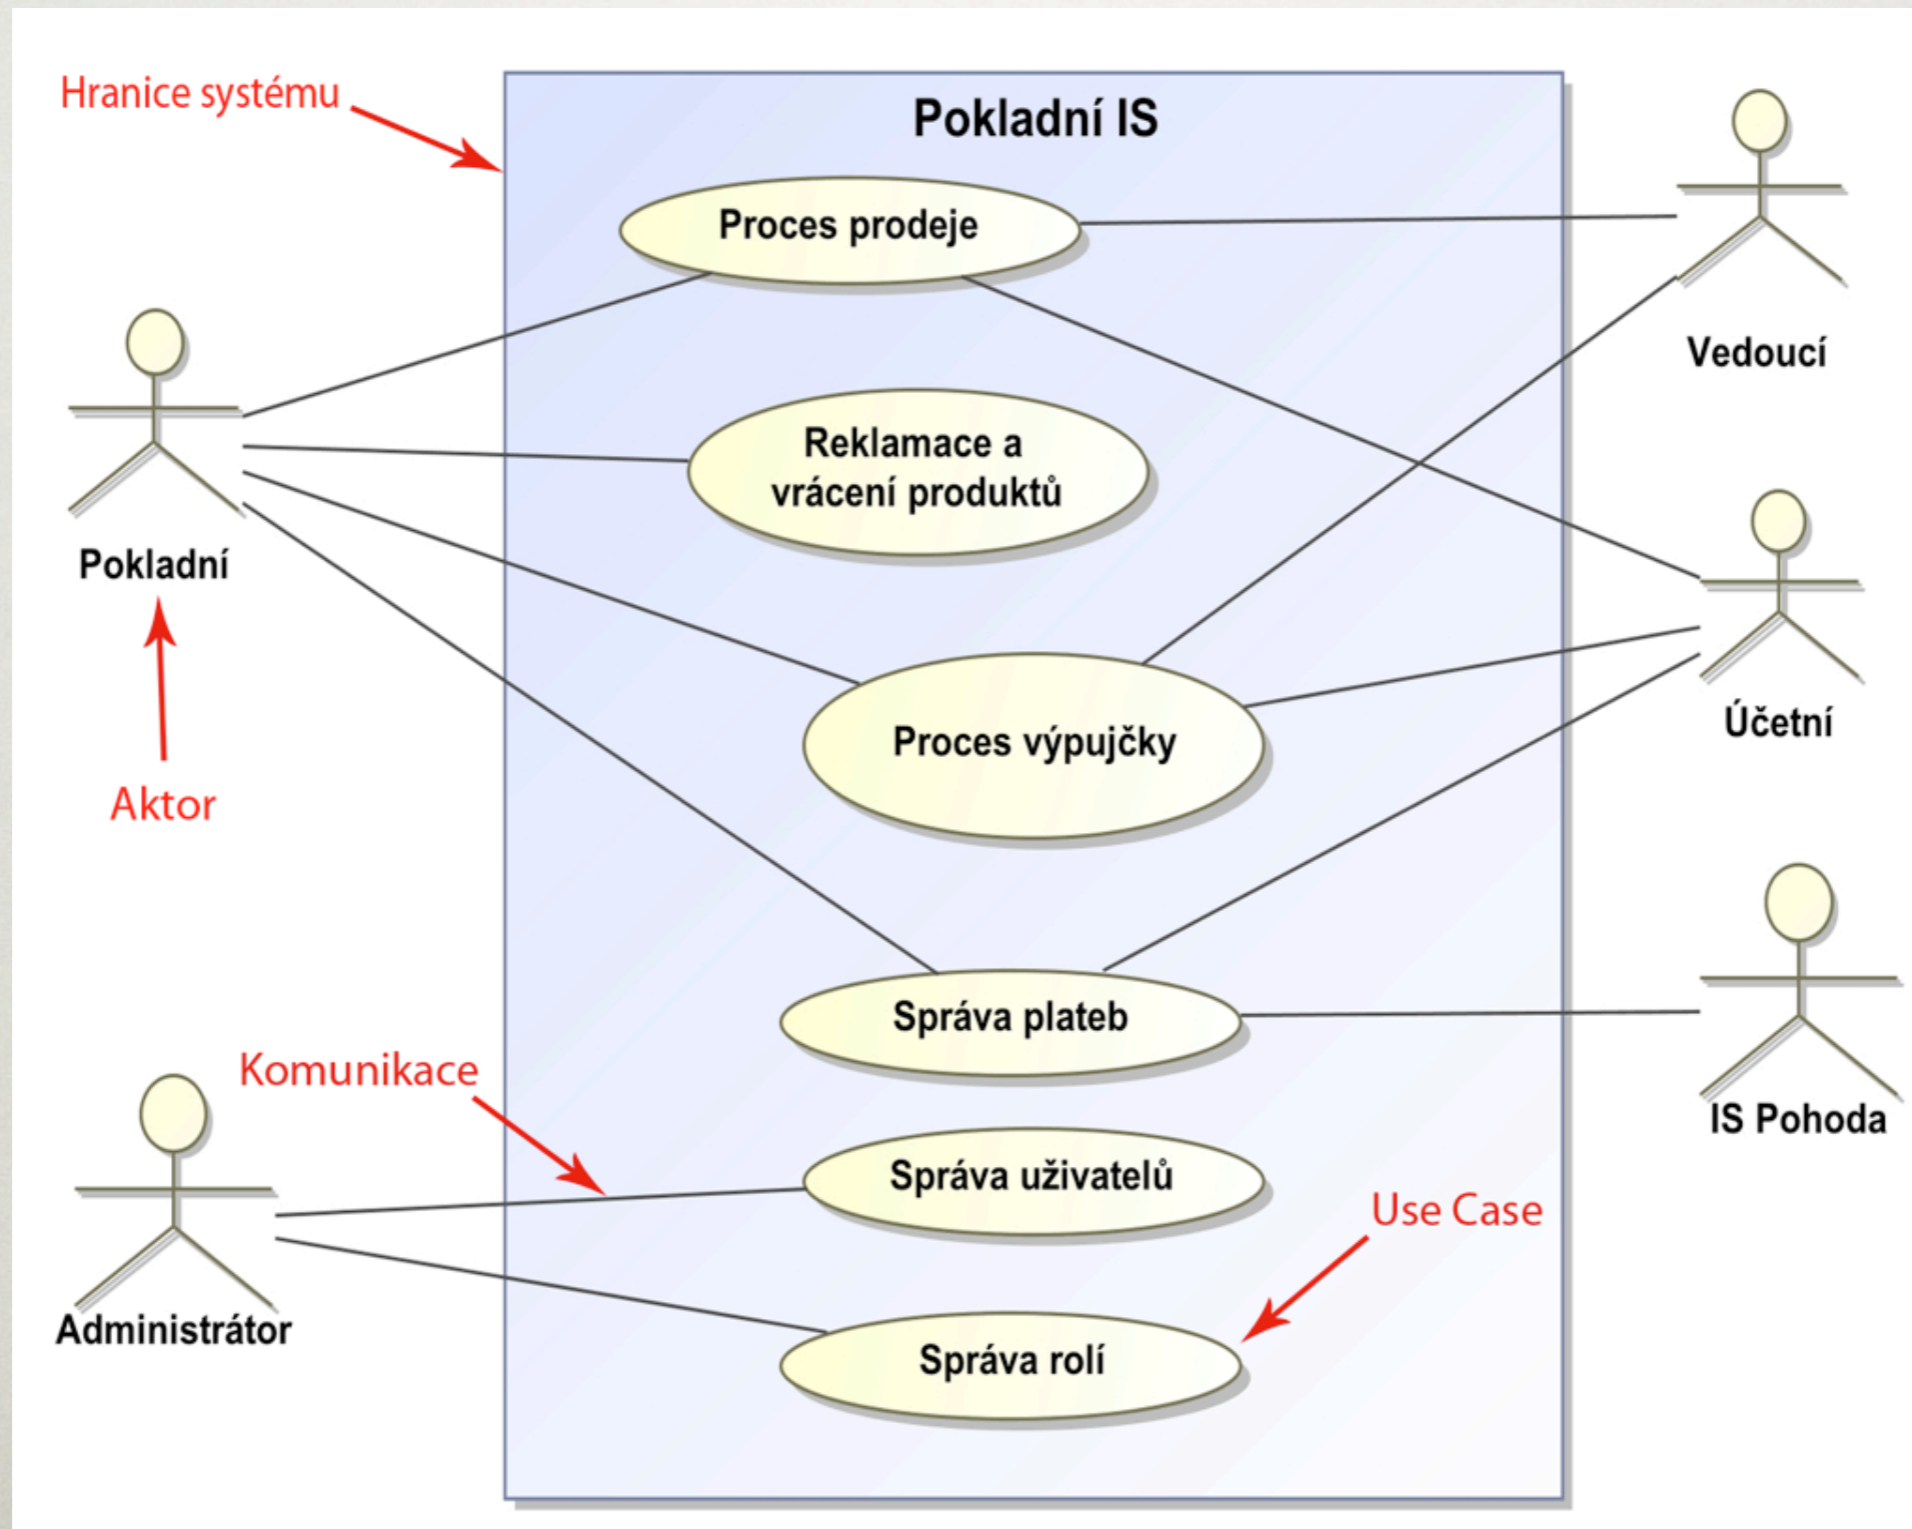 Hranice systému
Pokladní IS
Proces prodeje
Vedoucí
Reklamace a
vrácení produktů
Pokladní
Účetní
Proces výpujčky
Aktor
Správa plateb
Komunikace
IS Pohoda
Správa uživatelů
Use Case
Administrátor
Správa rolí